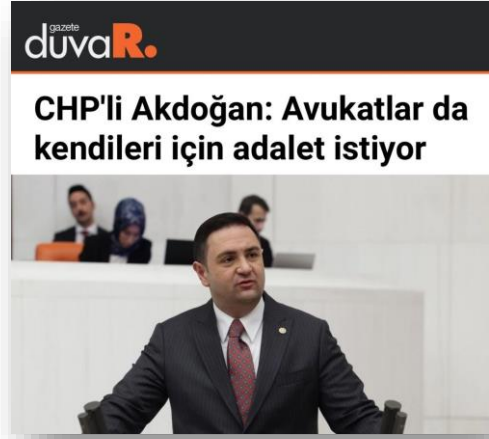 gazete
duvaR.
CHP'li Akdoğan: Avukatlar da
kendileri için adalet istiyor